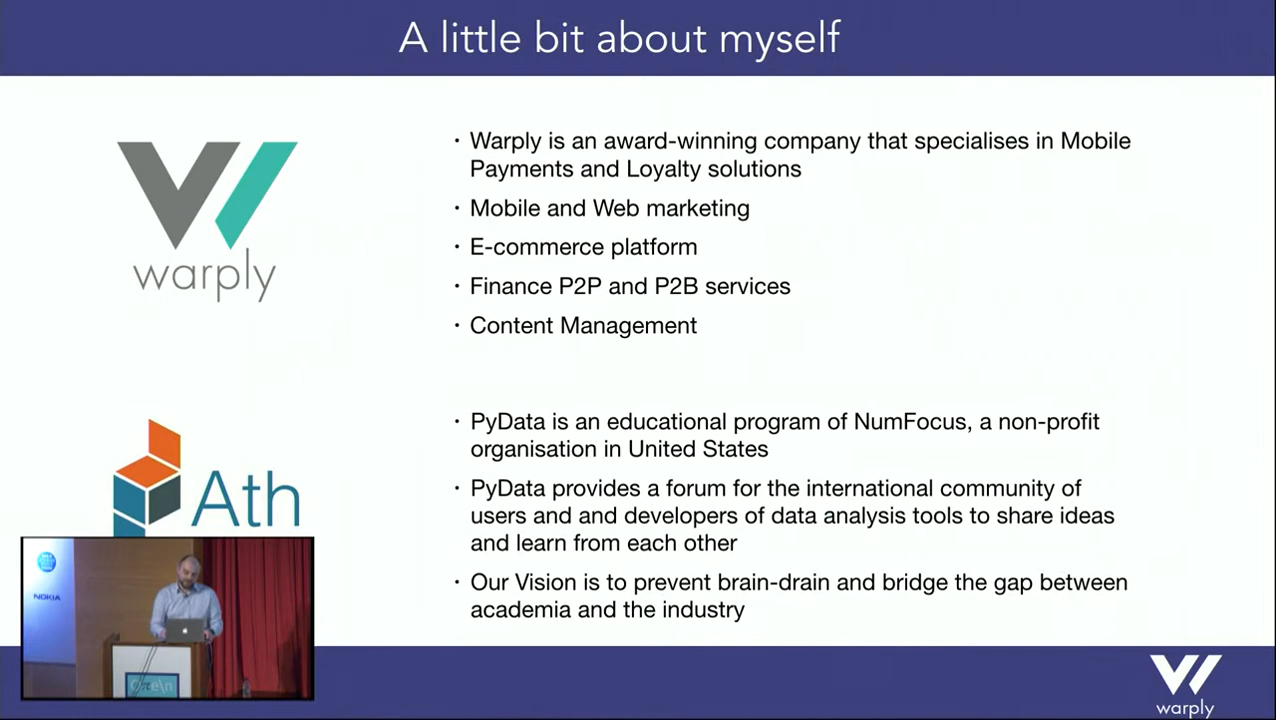 A little bit about myself
· Warply is an award-winning company that specialises in Mobile
Payments and Loyalty solutions
· Mobile and Web marketing
· E-commerce platform
· Finance P2P and P2B services
· Content Management
warply
· PyData is an educational program of NumFocus, a non-profit
organisation in United States
· PyData provides a forum for the international community of
users and and developers of data analysis tools to share ideas
and learn from each other
· Our Vision is to prevent brain-drain and bridge the gap between
academia and the industry
Ath
NOKIA
warply